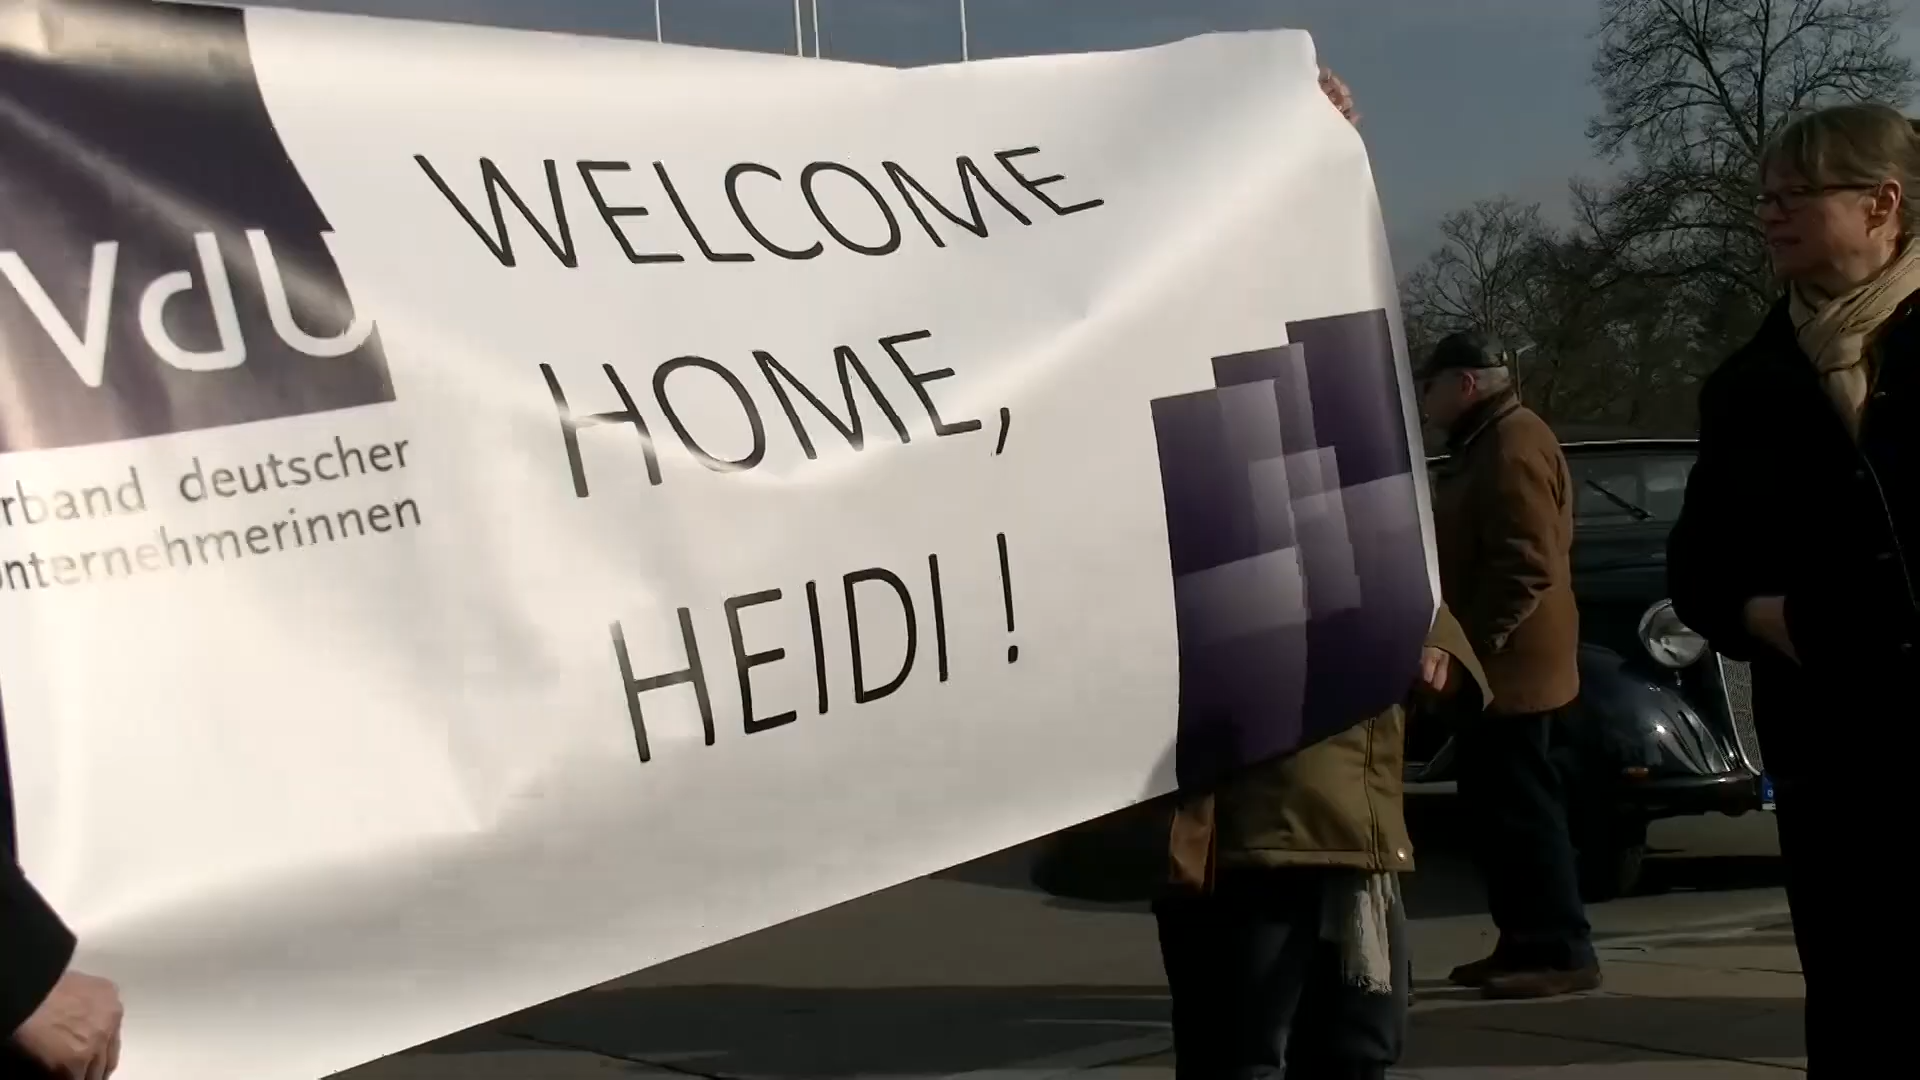 VdU
rband deutscher
nternehmerinnen
WELCOME
HOME,
HEIDI !